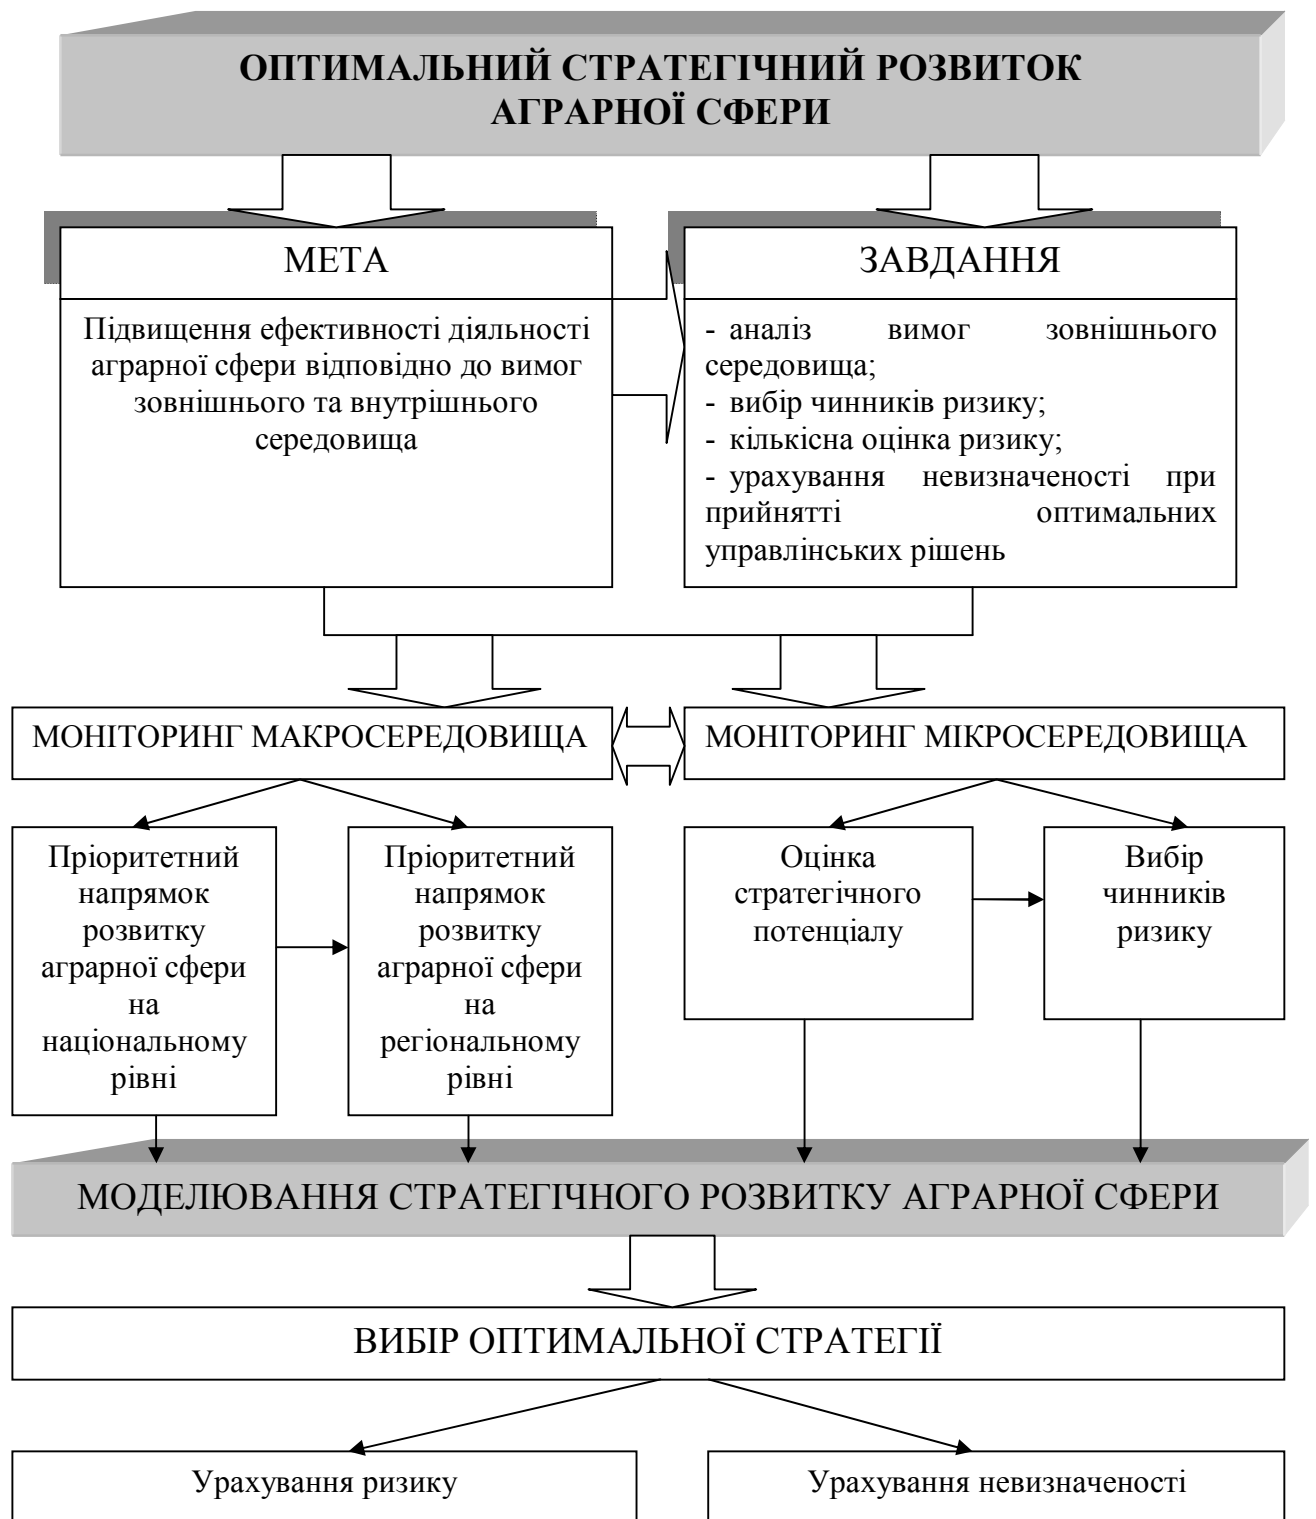 ОПТИМАЛЬНИЙ СТРАТЕГІЧНИЙ РОЗВИТОК
АГРАРНОЇ СФЕРИ
МЕТА
Підвищення ефективності діяльності
аграрної сфери відповідно до вимог
зовнішнього та внутрішнього
середовища
ЗАВДАННЯ
- аналіз вимог зовнішнього
середовища;
- вибір чинників ризику;
- кількісна оцінка ризику;
- урахування невизначеності при
прийнятті оптимальних
управлінських рішень
МОНІТОРИНГ МАКРОСЕРЕДОВИЩА
МОНІТОРИНГ МІКРОСЕРЕДОВИЩА
Пріоритетний
напрямок
розвитку
аграрної сфери
на
національному
рівні
Пріоритетний
напрямок
розвитку
аграрної сфери
на
регіональному
рівні
Оцінка
стратегічного
потенціалу
Вибір
чинників
ризику
МОДЕЛЮВАННЯ СТРАТЕГІЧНОГО РОЗВИТКУ АГРАРНОЇ СФЕРИ
ВИБІР ОПТИМАЛЬНОЇ СТРАТЕГІЇ
Урахування ризику
Урахування невизначеності